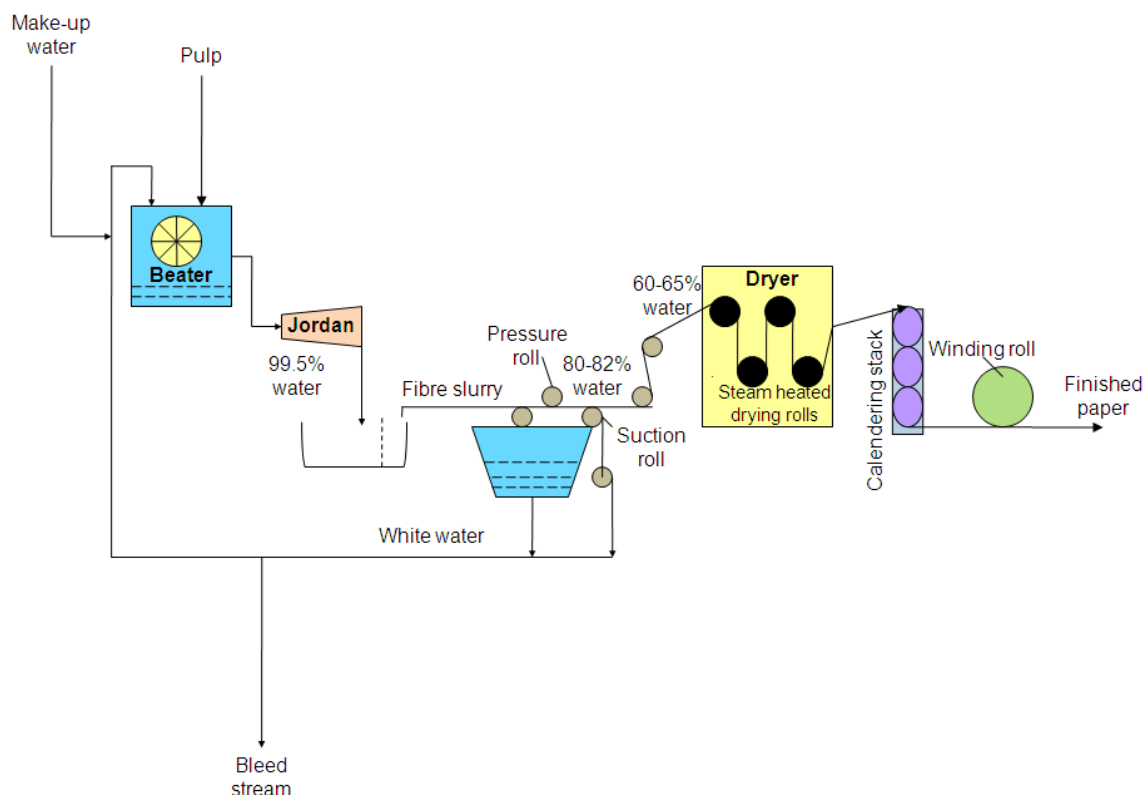 Make-up
water
Pulp
Beater
Jordan
99.5%
water
Fibre slurry
Pressure
roll
80-82%
water
Suction
roll
60-65%
water
Dryer
Steam heated
drying rolls
Calendering stack
Winding roll
Finished
paper
White water
Bleed
stream